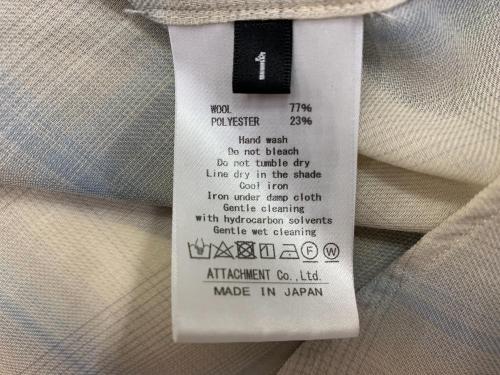 1
WOOL 77%
POLYESTER 23%
Hand wash
Do not bleach
Do not tumble dry
Line dry in the shade
Cool iron
Iron under damp cloth
Gentle cleaning
with hydrocarbon solvents
Gentle wet cleaning
F W
ATTACHMENT Co.,Ltd.
MADE IN JAPAN